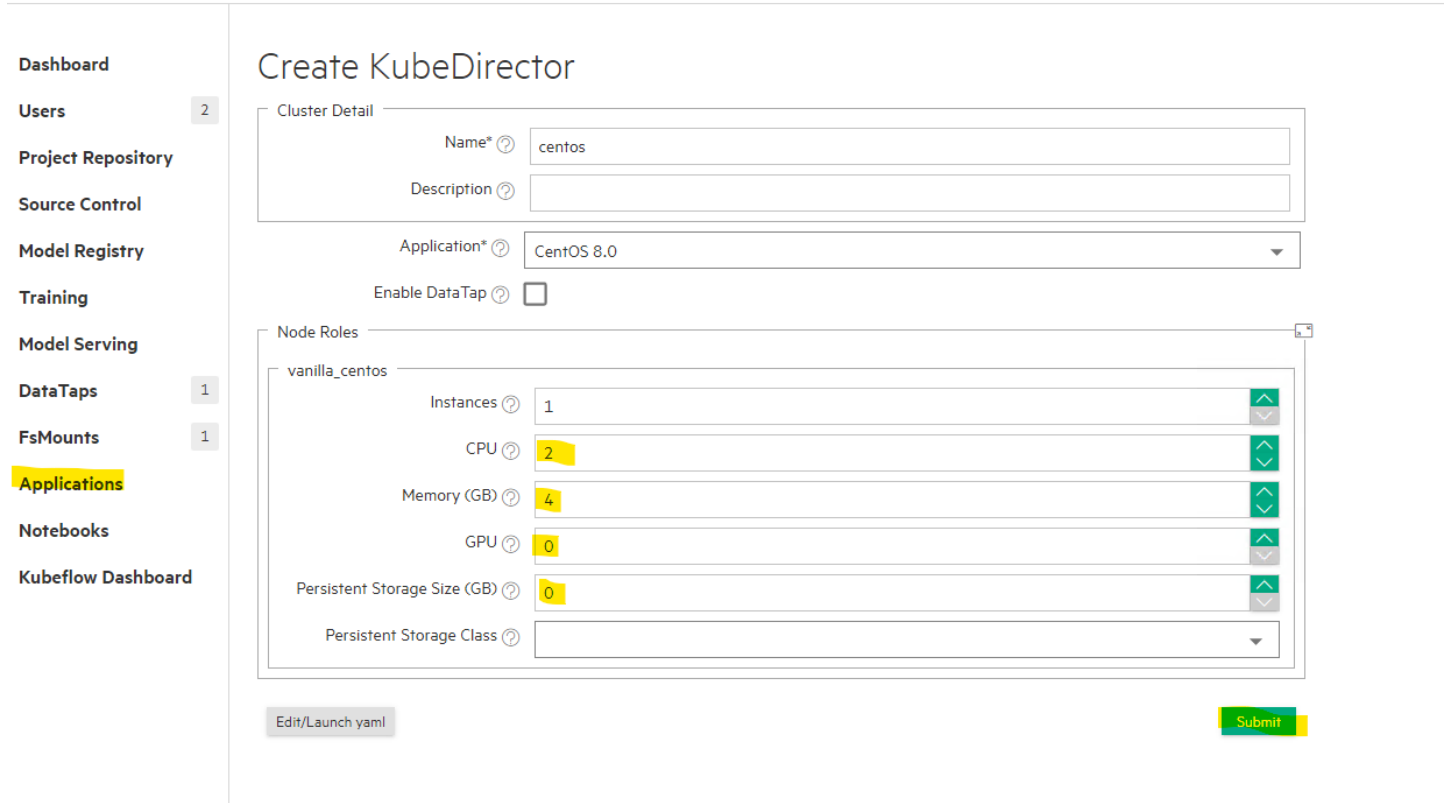 Dashboard
Users 2
Project Repository
Source Control
Model Registry
Training
Model Serving
DataTaps 1
FsMounts 1
Applications
Notebooks
Kubeflow Dashboard
Create KubeDirector
Cluster Detail
Name* ? centos
Description ?
Application* ? CentOS 8.0
Enable DataTap ?
Node Roles
vanilla_centos
Instances ? 1
CPU ? 2
Memory (GB) ? 4
GPU ? 0
Persistent Storage Size (GB) ? 0
Persistent Storage Class ?
Edit/Launch yaml
Submit